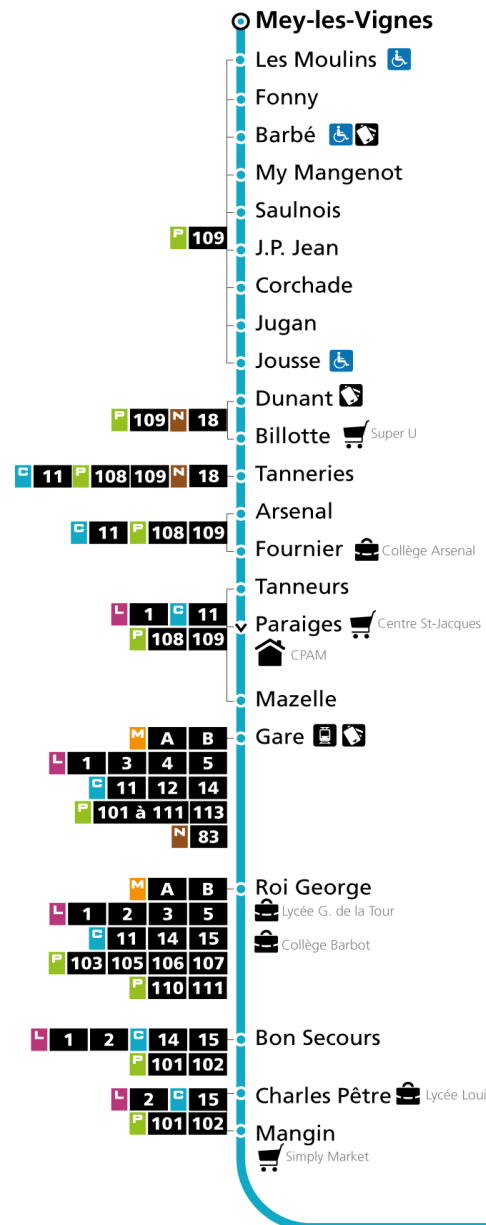 Mey-les-Vignes
Les Moulins
Fonny
Barbé
My Mangenot
Saulnois
P 109
J.P. Jean
Corchade
Jugan
Jousse
Dunant
P 109 N 18
Billotte Super U
C 11 P 108 109 N 18 Tanneries
Arsenal
C 11 P 108 109
Fournier Collège Arsenal
Tanneurs
L 1 C 11
Paraiges Centre St-Jacques
P 108 109
CPAM
Mazelle
M A B Gare
L 1 3 4 5
C 11 12 14
P 101 à 111 113
N 83
M A B Roi George
L 1 2 3 5 Lycée G. de la Tour
C 11 14 15 Collège Barbot
P 103 105 106 107
P 110 111
L 1 2 C 14 15 Bon Secours
P 101 102
L 2 C 15 Charles Pêtre Lycée Loui
P 101 102 Mangin
Simply Market